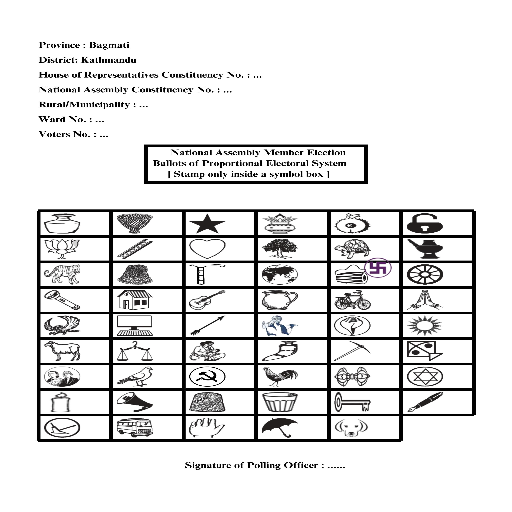 Province : Bagmati
District: Kathmandu
House of Representatives Constituency No. : ...
National Assembly Constituency No. : ...
Rural/Municipality : ...
Ward No. : ...
Voters No. : ...
National Assembly Member Election
Ballots of Proportional Electoral System
[ Stamp only inside a symbol box ]
Signature of Polling Officer : ......